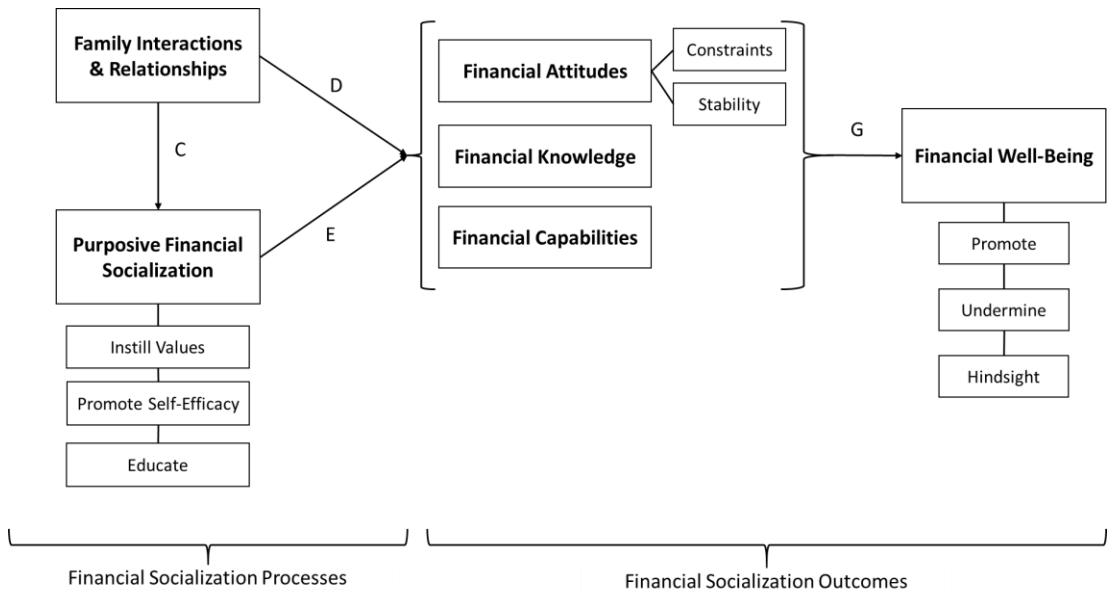 Family Interactions
& Relationships
C
D
Purposive Financial
Socialization
E
Instill Values
Promote Self-Efficacy
Educate
Financial Attitudes
Constraints
Stability
Financial Knowledge
Financial Capabilities
G
Financial Well-Being
Promote
Undermine
Hindsight
Financial Socialization Processes
Financial Socialization Outcomes